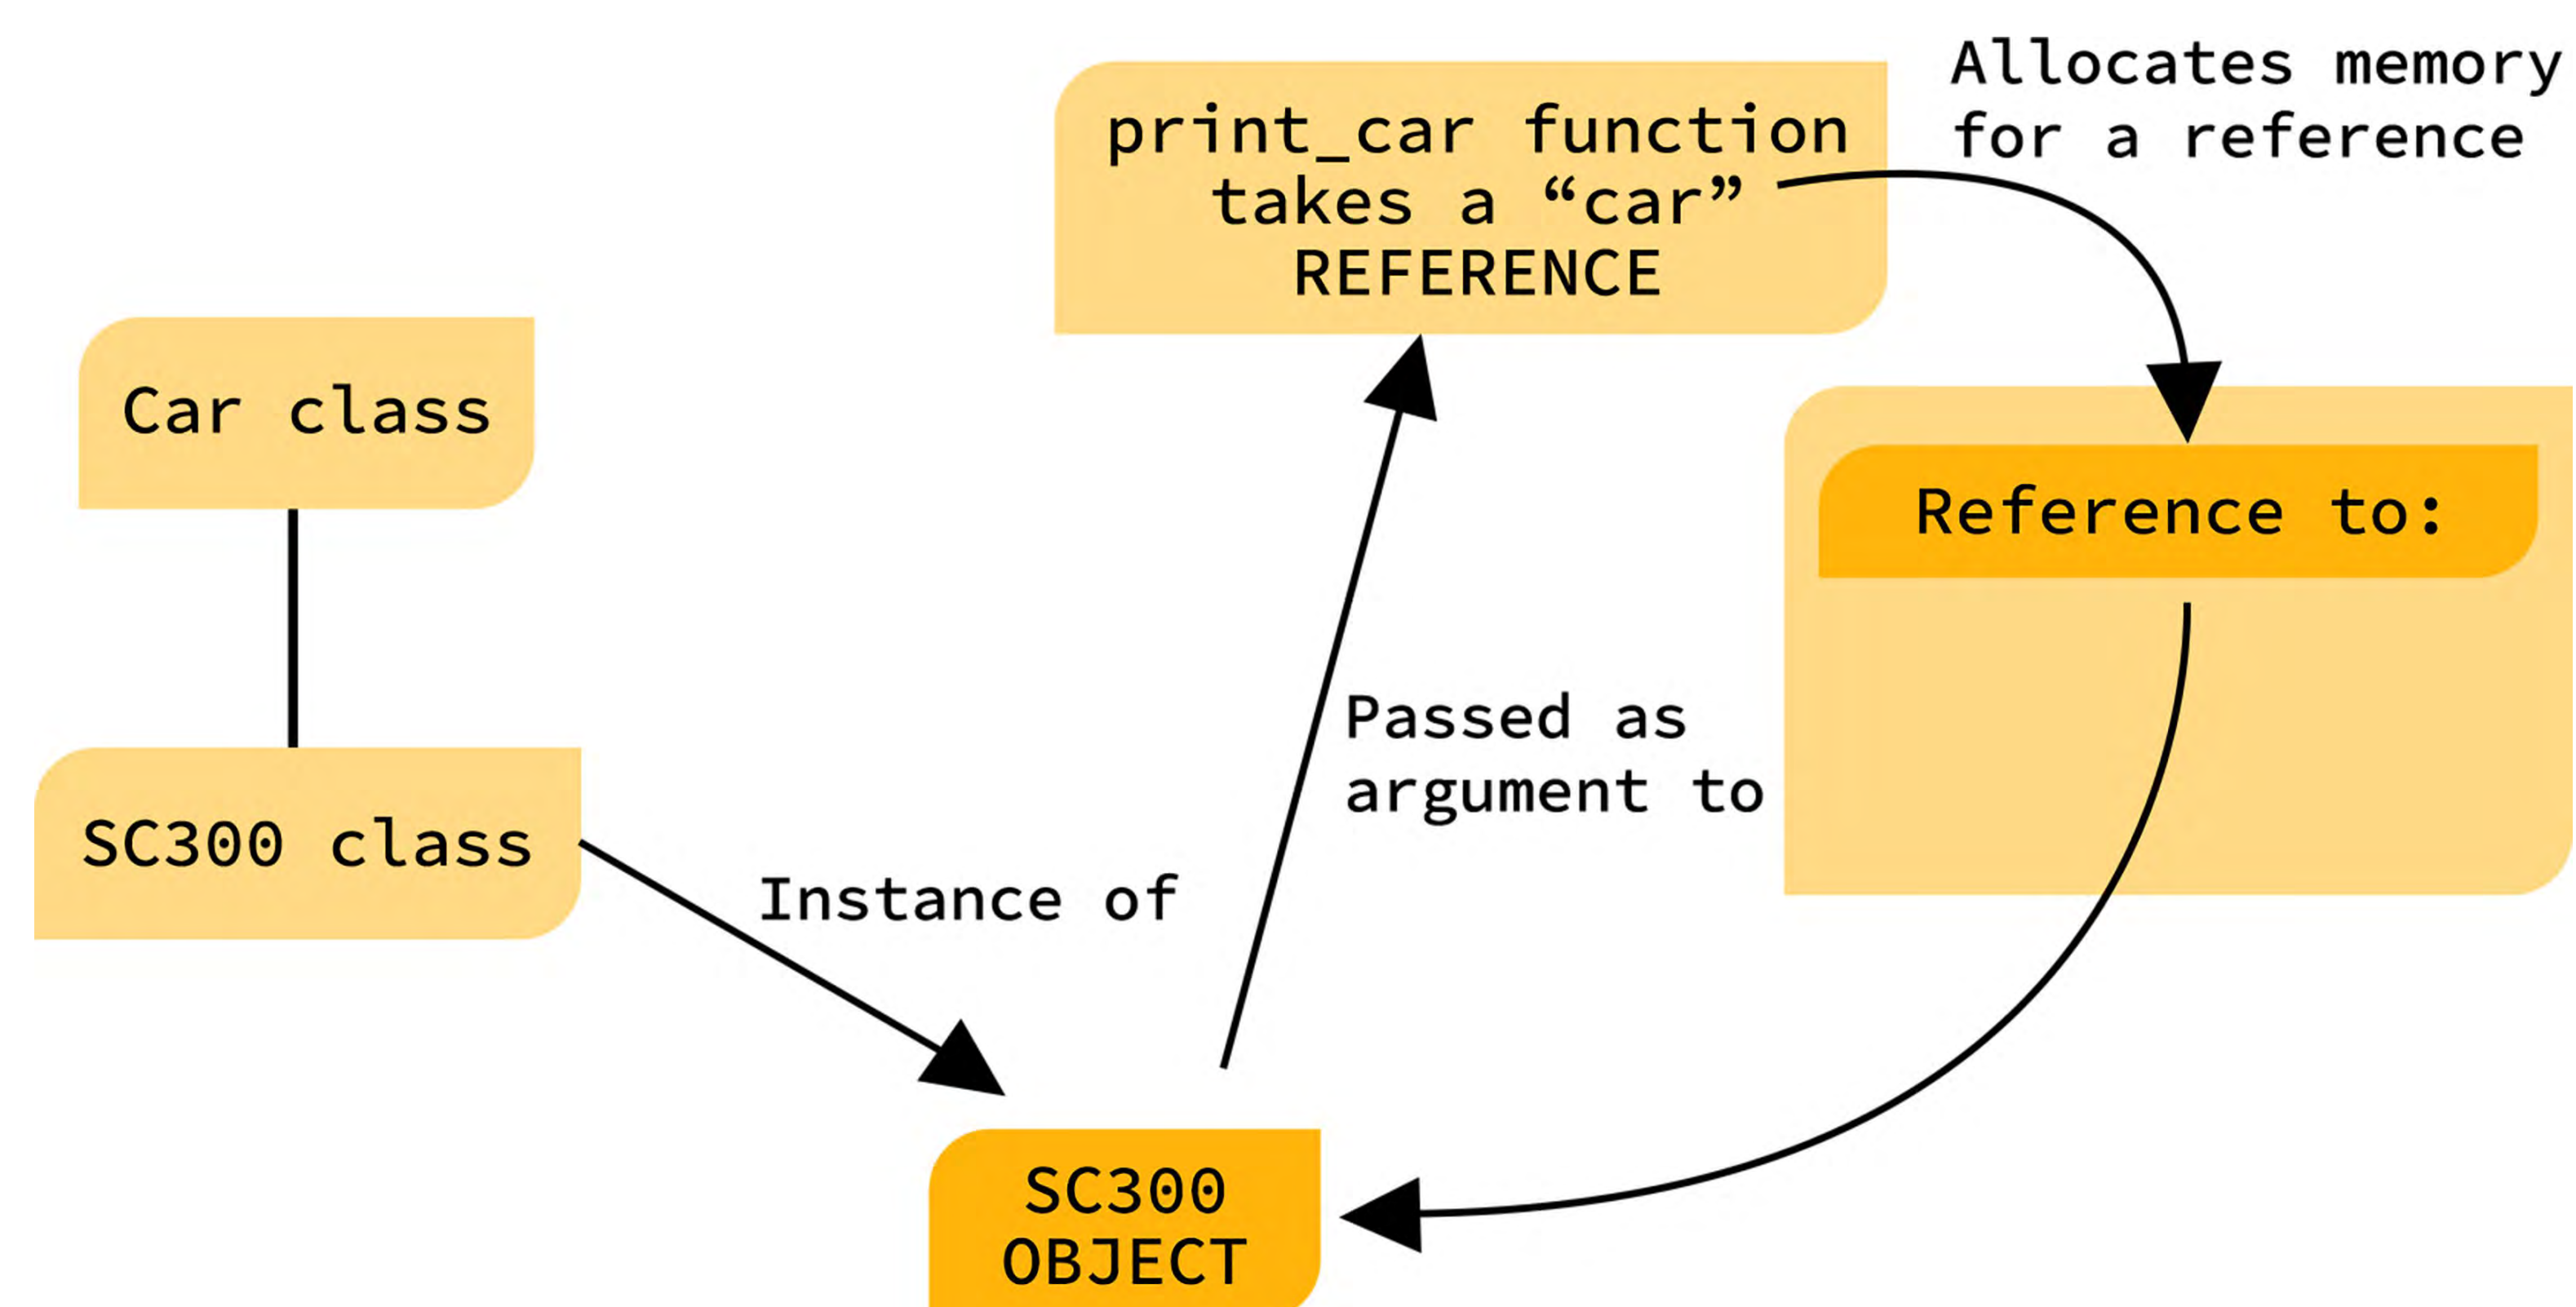 Allocates memory
for a reference
print_car function
takes a “car”
REFERENCE
Car class
Reference to:
Passed as
argument to
SC300 class
Instance of
SC300
OBJECT